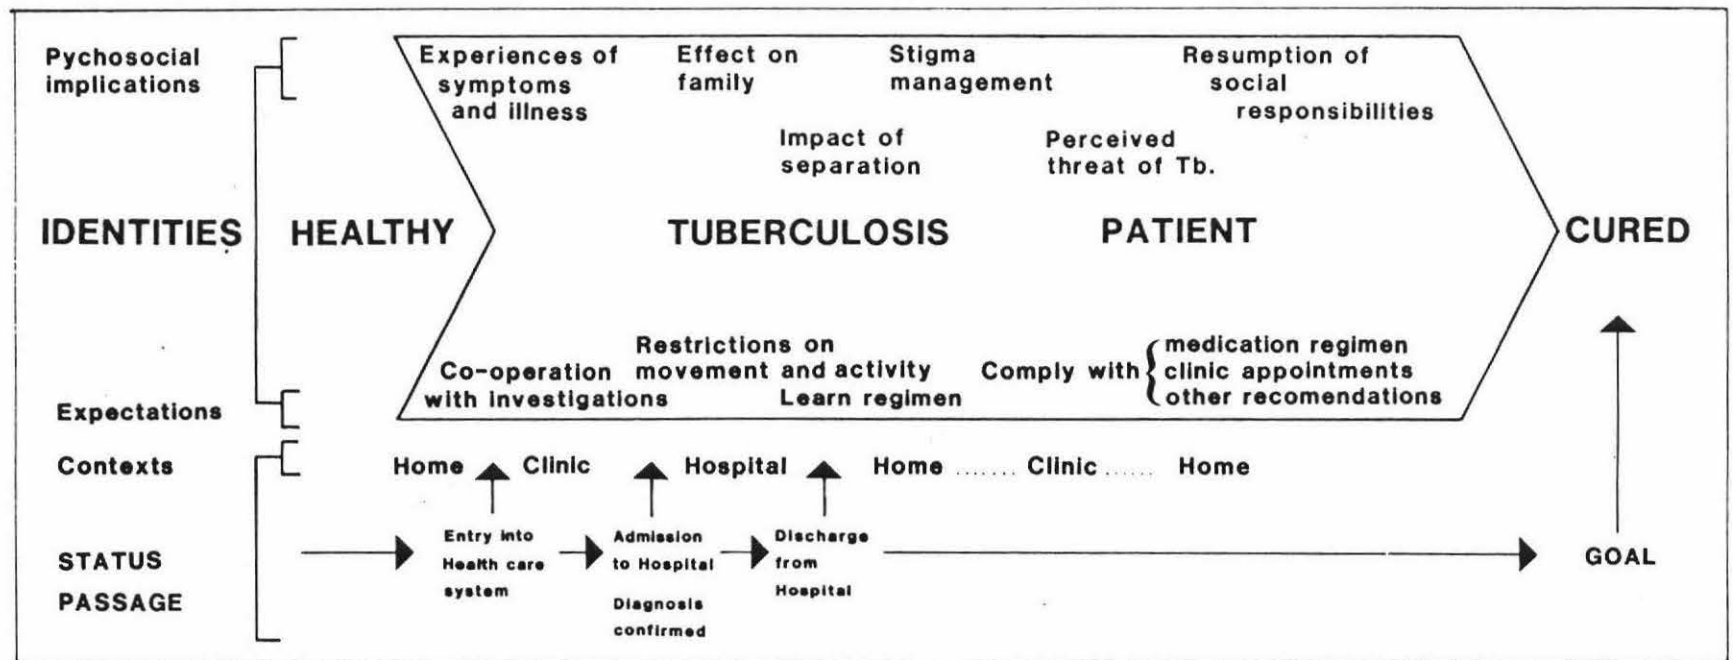 Pychosocial
implications
Experiences of
symptoms
and illness
Effect on
family
Stigma
management
Resumption of
social
responsibilities
Impact of
separation
Perceived
threat of Tb.
IDENTITIES
HEALTHY
TUBERCULOSIS
PATIENT
CURED
Expectations
Co-operation
with investigations
Restrictions on
movement and activity
Learn regimen
Comply with {
medication regimen
clinic appointments
other recomendations
Contexts
Home
Clinic
Hospital
Home ....... Clinic ...... Home
STATUS
PASSAGE
Entry into
Health care
system
Admission
to Hospital
Diagnosis
confirmed
Discharge
from
Hospital
GOAL